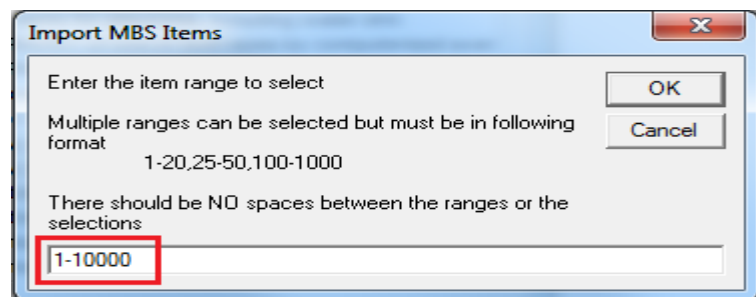 Import MBS Items
Enter the item range to select
OK
Multiple ranges can be selected but must be in following
format
Cancel
1-20,25-50,100-1000
There should be NO spaces between the ranges or the
selections
1-10000